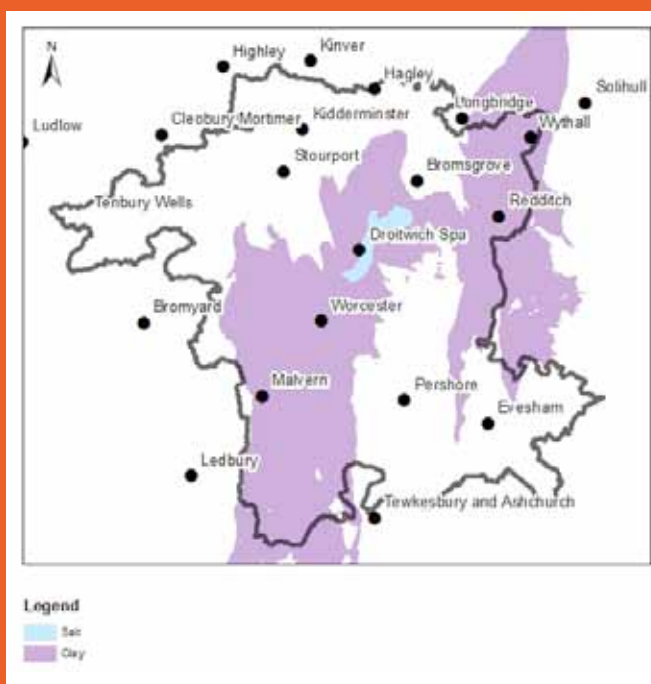 N
Kinver
Highley
Hagley
Solihull
Longbridge
Ludlow
Cleobury Mortimer
Kidderminster
Wythall
Stourport
Bromsgrove
Tenbury Wells
Redditch
Droitwich Spa
Bromyard
Worcester
Malvern
Pershore
Evesham
Ledbury
Tewkesbury and Ashchurch
Legend
Salt
Clay